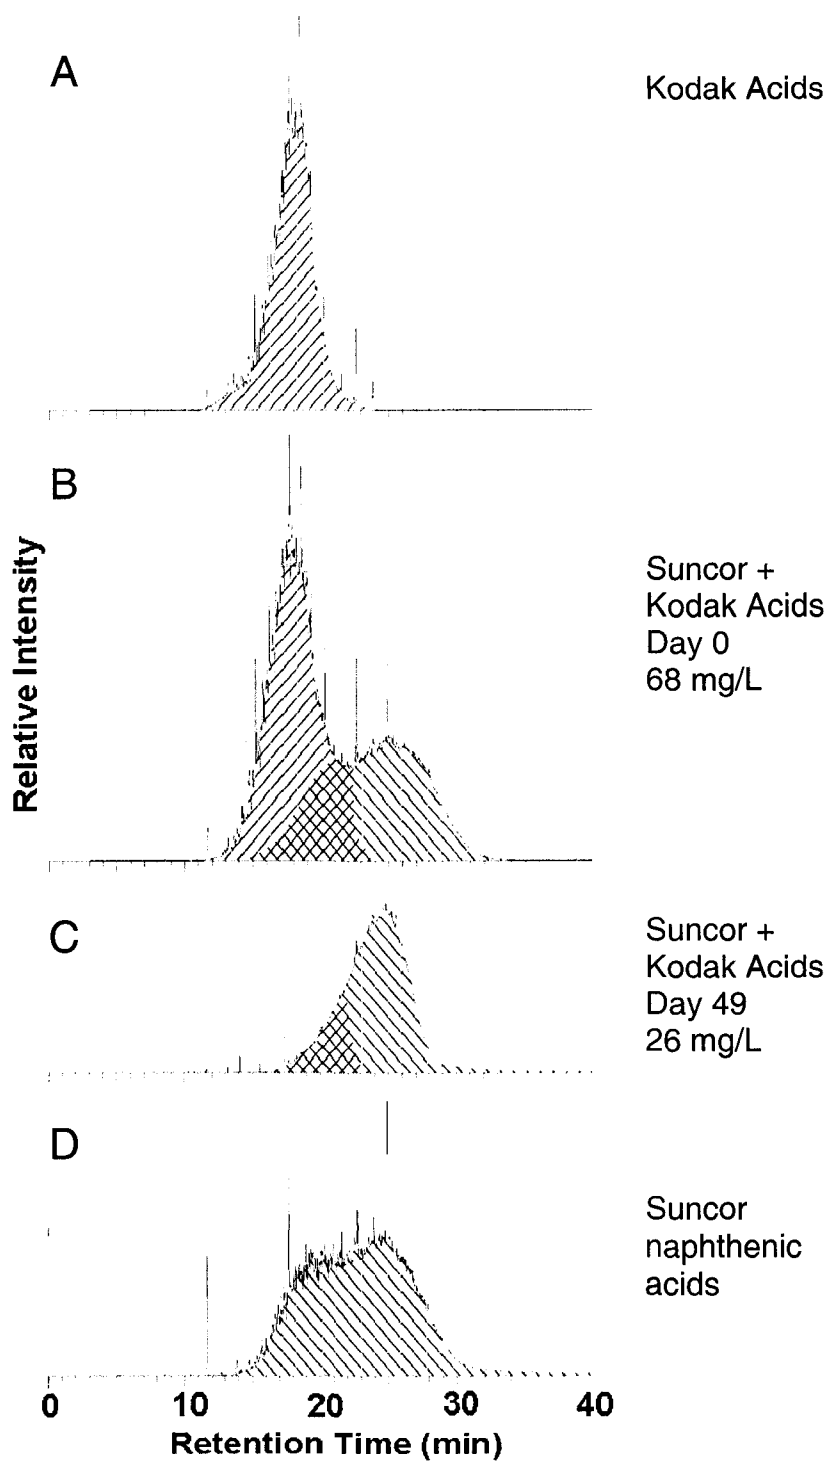 A
Kodak Acids
B
Suncor +
Kodak Acids
Day 0
68 mg/L
Relative Intensity
C
Suncor +
Kodak Acids
Day 49
26 mg/L
D
Suncor
naphthenic
acids
0 10 20 30 40
Retention Time (min)